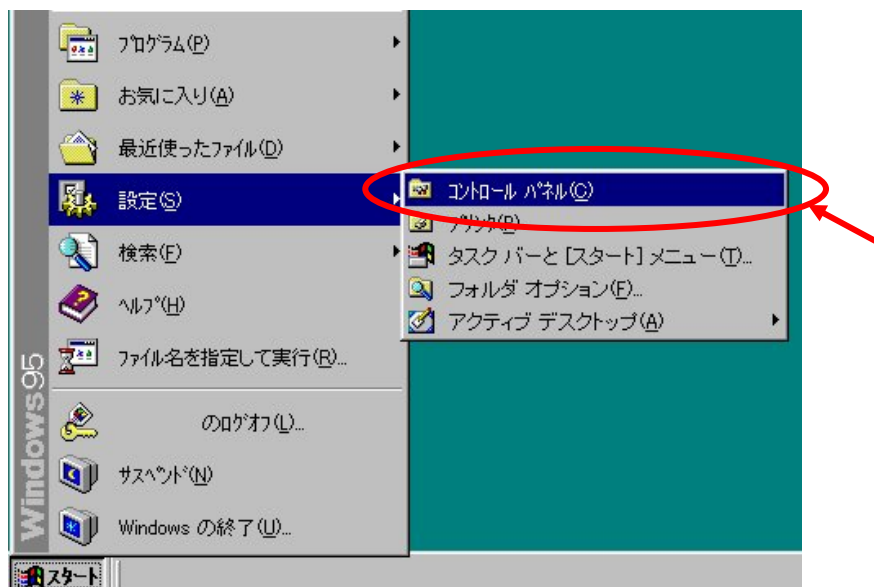 ﾌﾟﾛｸﾞﾗﾑ(P)
お気に入り(A)
最近使ったﾌｧｲﾙ(D)
設定(S)
検索(F)
ﾍﾙﾌﾟ(H)
ﾌｧｲﾙ名を指定して実行(R)...
のﾛｸﾞｵﾌ(L)...
ｻｽﾍﾟﾝﾄﾞ(N)
Windows の終了(U)...
Windows95
スタート
ｺﾝﾄﾛｰﾙ ﾊﾟﾈﾙ(C)
ﾌﾟﾘﾝﾀ(P)
タスク バーと [スタート] メニュー(T)...
フォルダ オプション(F)...
アクティブ デスクトップ(A)